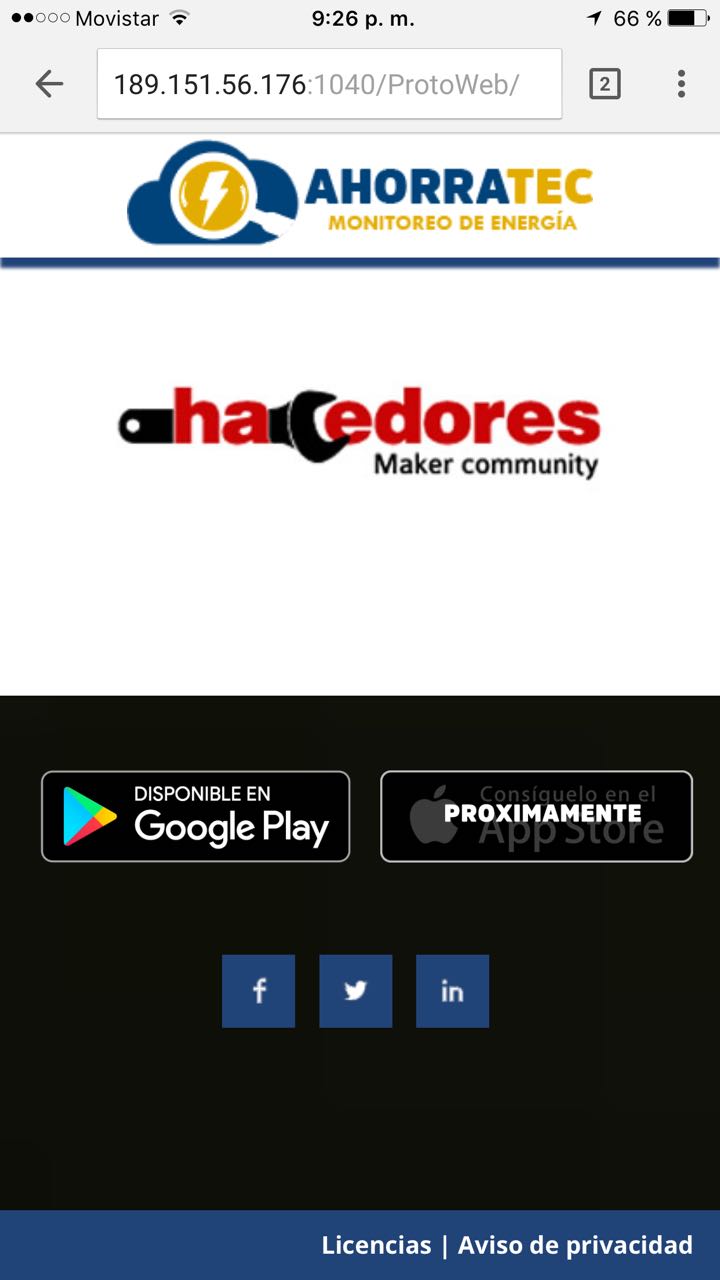 Movistar 9:26 p. m. 66 %
189.151.56.176:1040/ProtoWeb/ 2
AHORRATEC
MONITOREO DE ENERGÍA
hacedores
Maker community
DISPONIBLE EN
Google Play
Consíguelo en el
PROXIMAMENTE
App Store
f in
Licencias | Aviso de privacidad